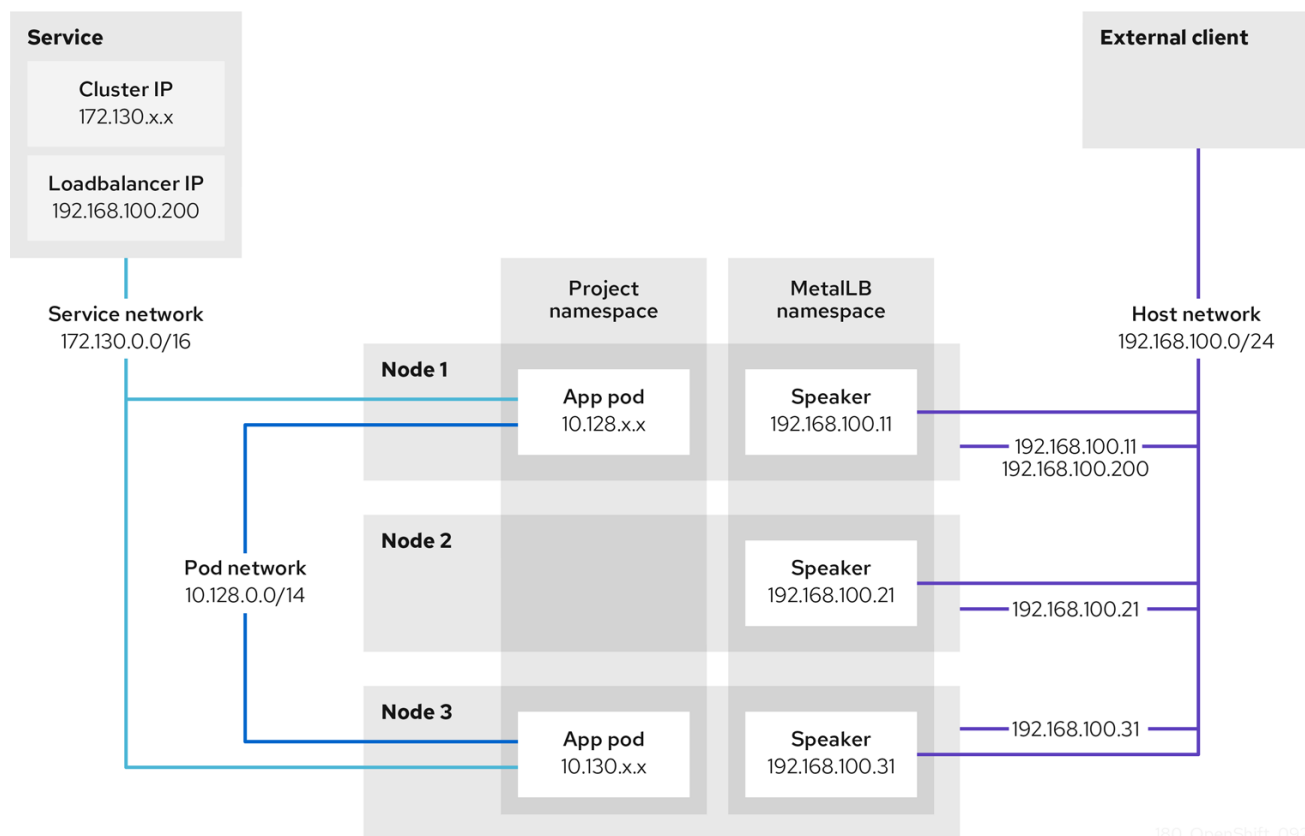 Service
Cluster IP
172.130.x.x
Loadbalancer IP
192.168.100.200
External client
Service network
172.130.0.0/16
Project
namespace
MetalLB
namespace
Host network
192.168.100.0/24
Node 1
App pod
10.128.x.x
Speaker
192.168.100.11
192.168.100.11
192.168.100.200
Node 2
Pod network
10.128.0.0/14
Speaker
192.168.100.21
192.168.100.21
Node 3
App pod
10.130.x.x
Speaker
192.168.100.31
192.168.100.31
180_OpenShift